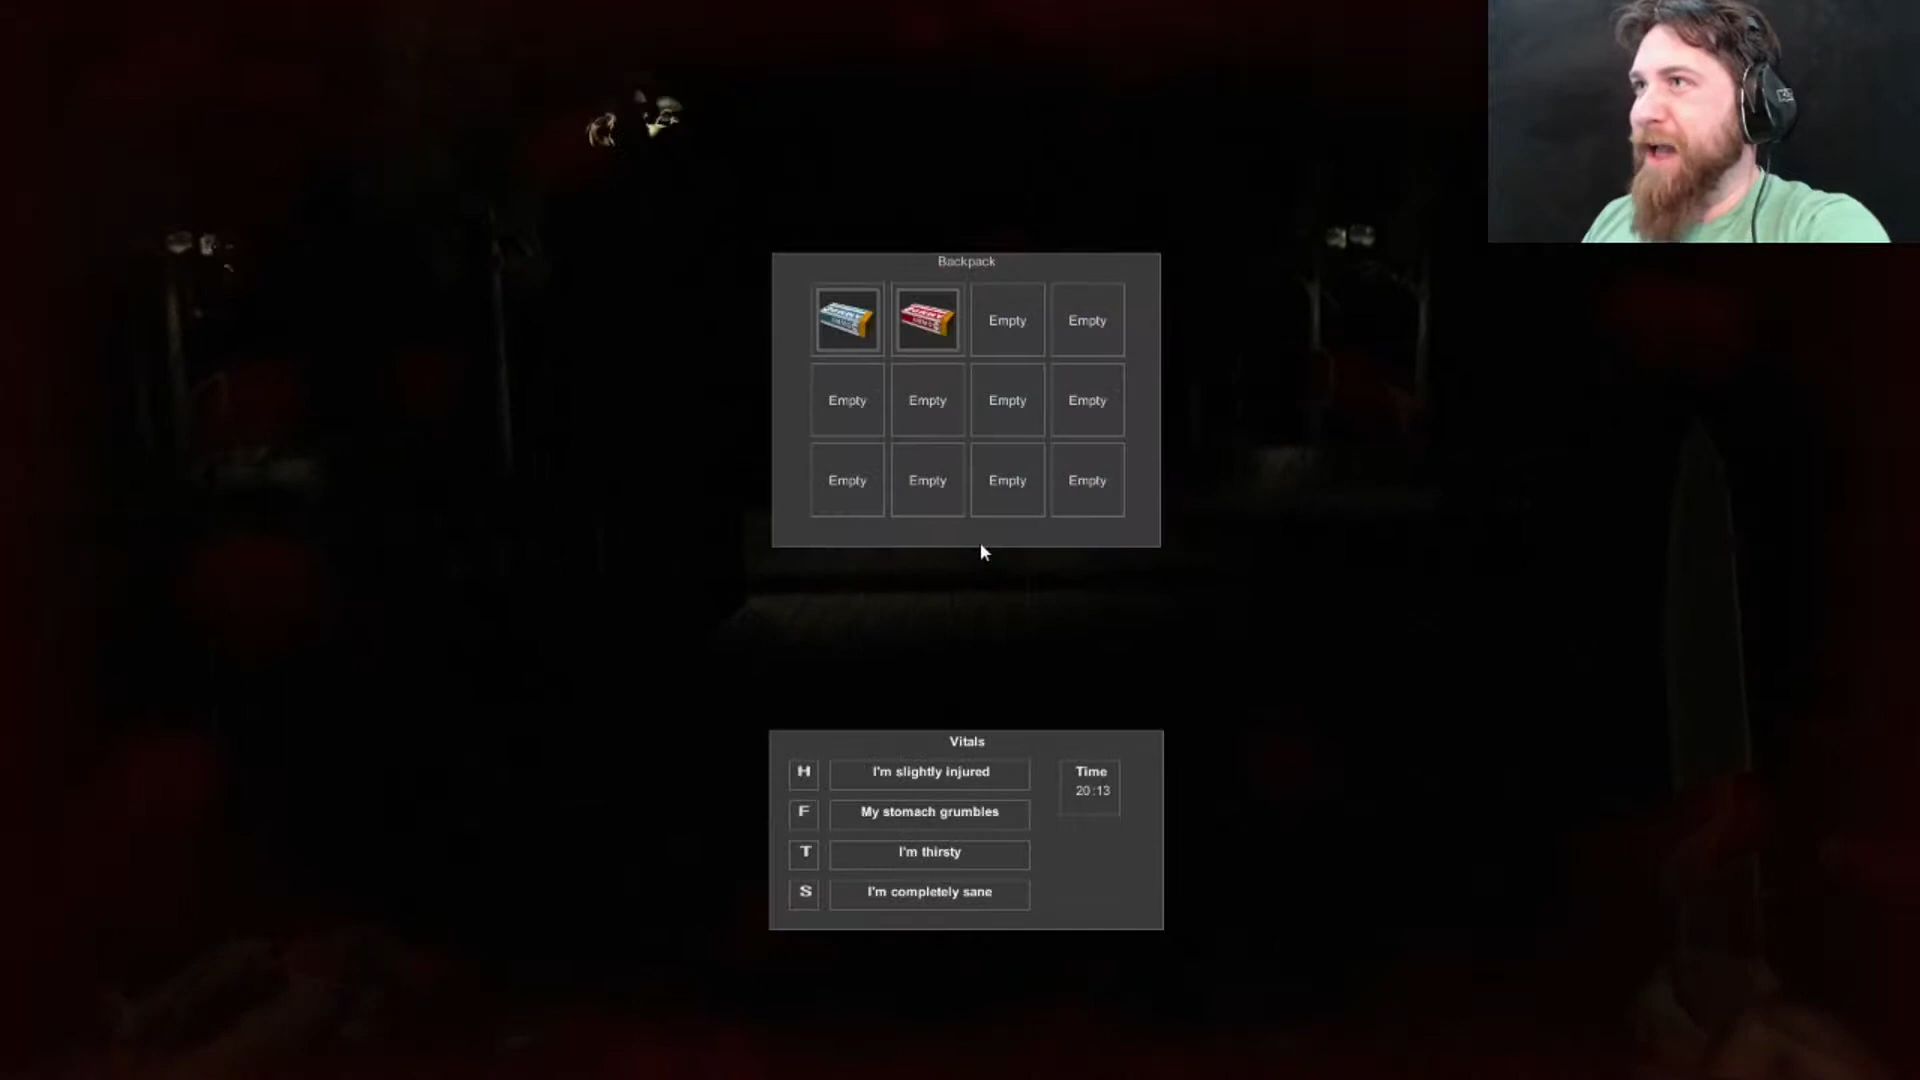 Backpack
Empty Empty
Empty Empty Empty Empty
Empty Empty Empty Empty
Vitals
H I'm slightly injured Time
20:13
F My stomach grumbles
T I'm thirsty
S I'm completely sane